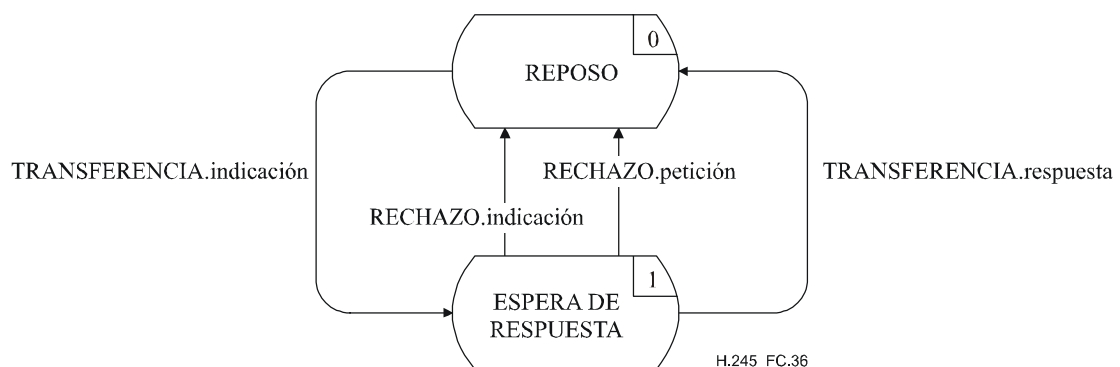 0
REPOSO
TRANSFERENCIA.indicación
RECHAZO.petición
TRANSFERENCIA.respuesta
RECHAZO.indicación
1
ESPERA DE
RESPUESTA
H.245 FC.36